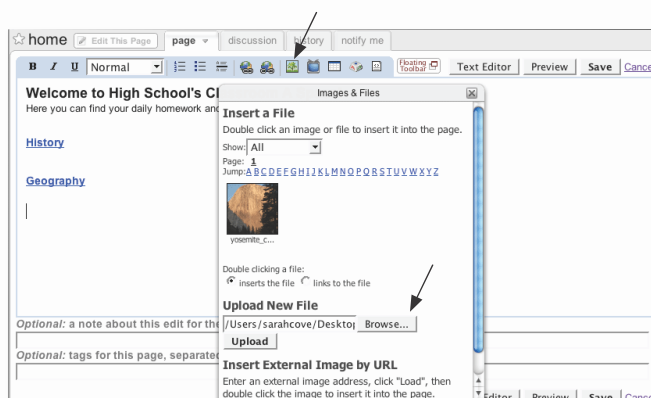 home Edit This Page page discussion history notify me
B I U Normal Floating Toolbar Text Editor Preview Save Cance
Welcome to High School's Cl
Here you can find your daily homework and
History
Geography
Images & Files
Insert a File
Double click an image or file to insert it into the page.
Show: All
Page: 1
Jump: A B C D E F G H I J K L M N O P Q R S T U V W X Y Z
yosemite_c...
Double clicking a file:
inserts the file links to the file
Upload New File
/Users/sarahcove/Desktop Browse...
Upload
Insert External Image by URL
Enter an external image address, click "Load", then
double click the image to insert it into the page.
Optional: a note about this edit for the
Optional: tags for this page, separated
Editor Preview Save Cance